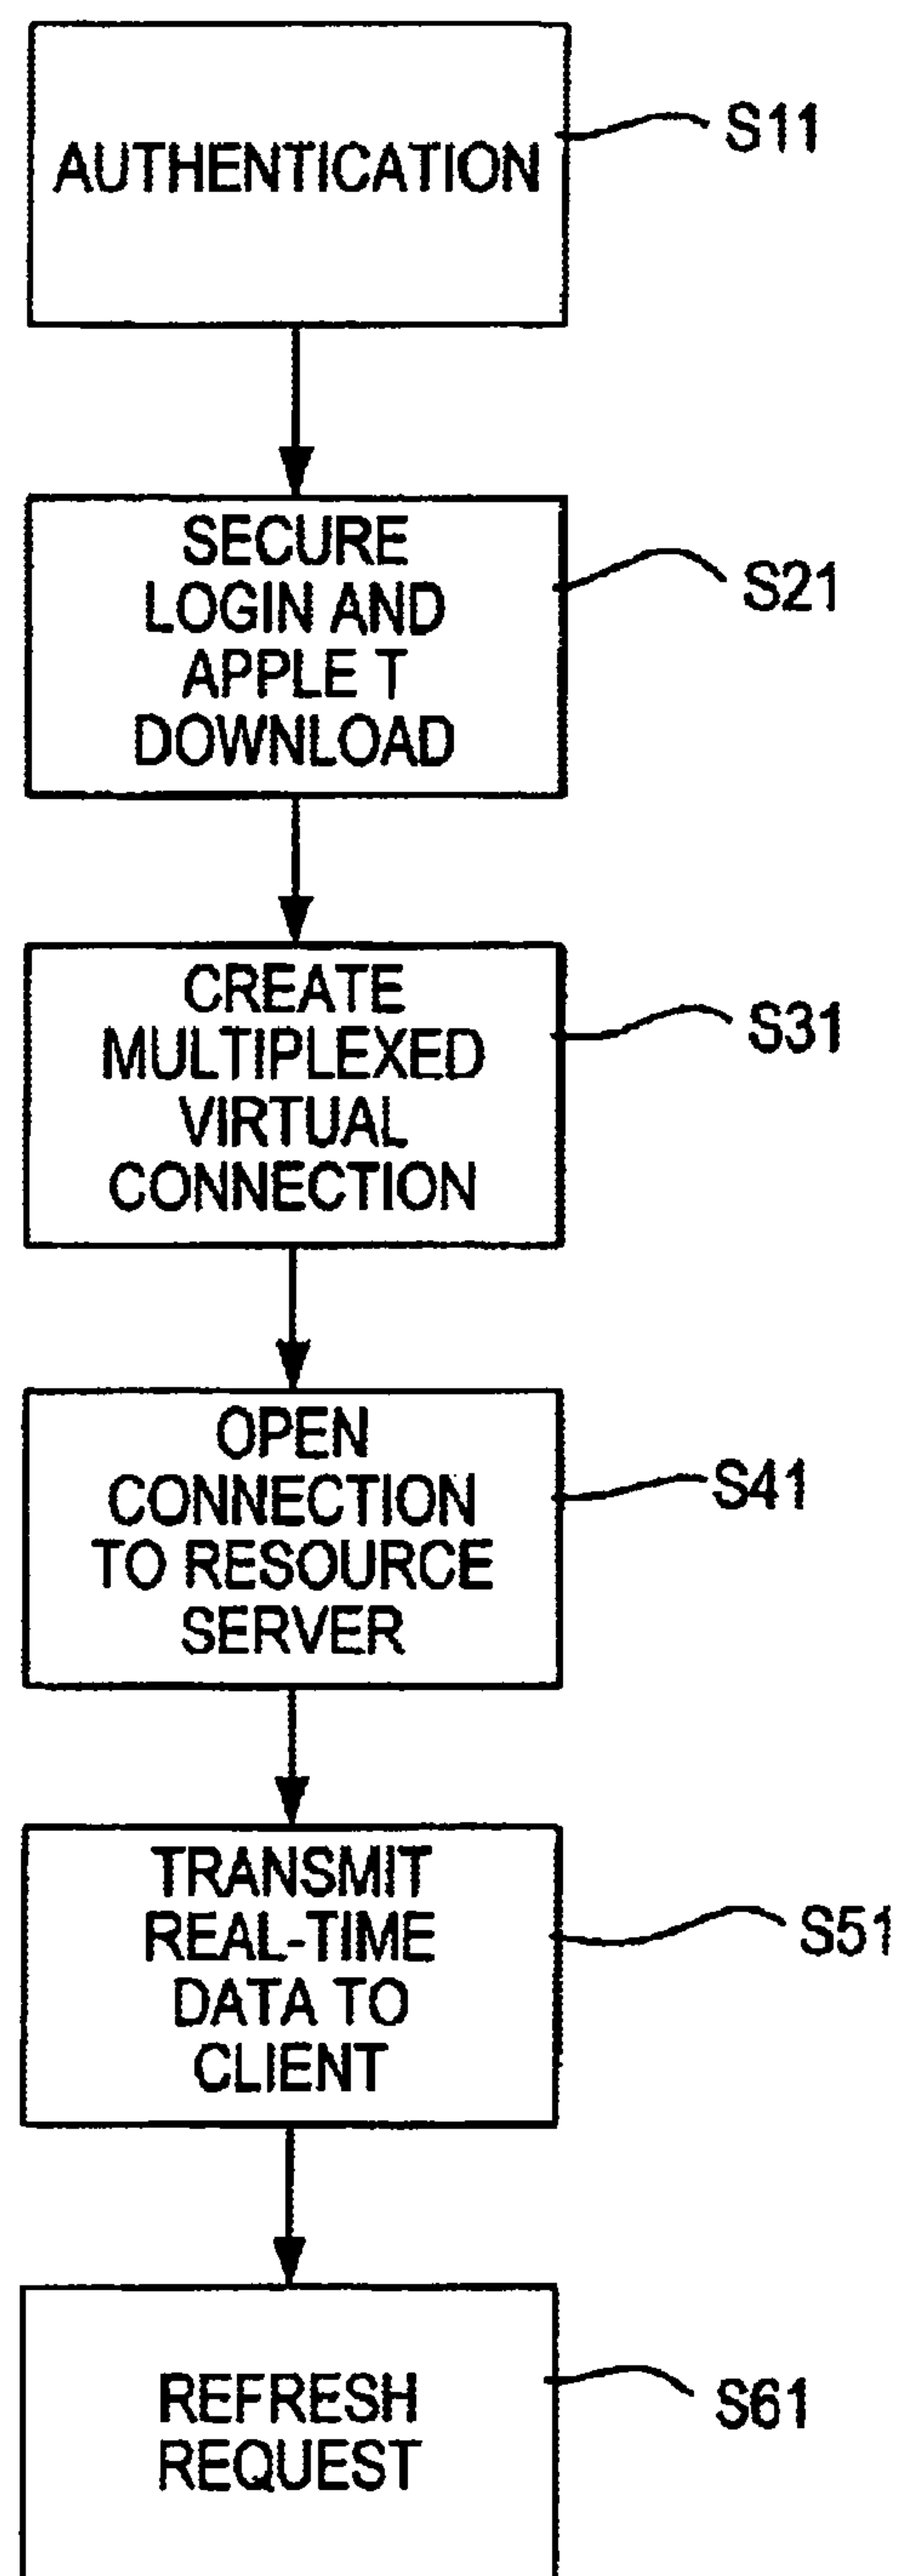 AUTHENTICATION
S11
SECURE
LOGIN AND
APPLE T
DOWNLOAD
S21
CREATE
MULTIPLEXED
VIRTUAL
CONNECTION
S31
OPEN
CONNECTION
TO RESOURCE
SERVER
S41
TRANSMIT
REAL-TIME
DATA TO
CLIENT
S51
REFRESH
REQUEST
S61